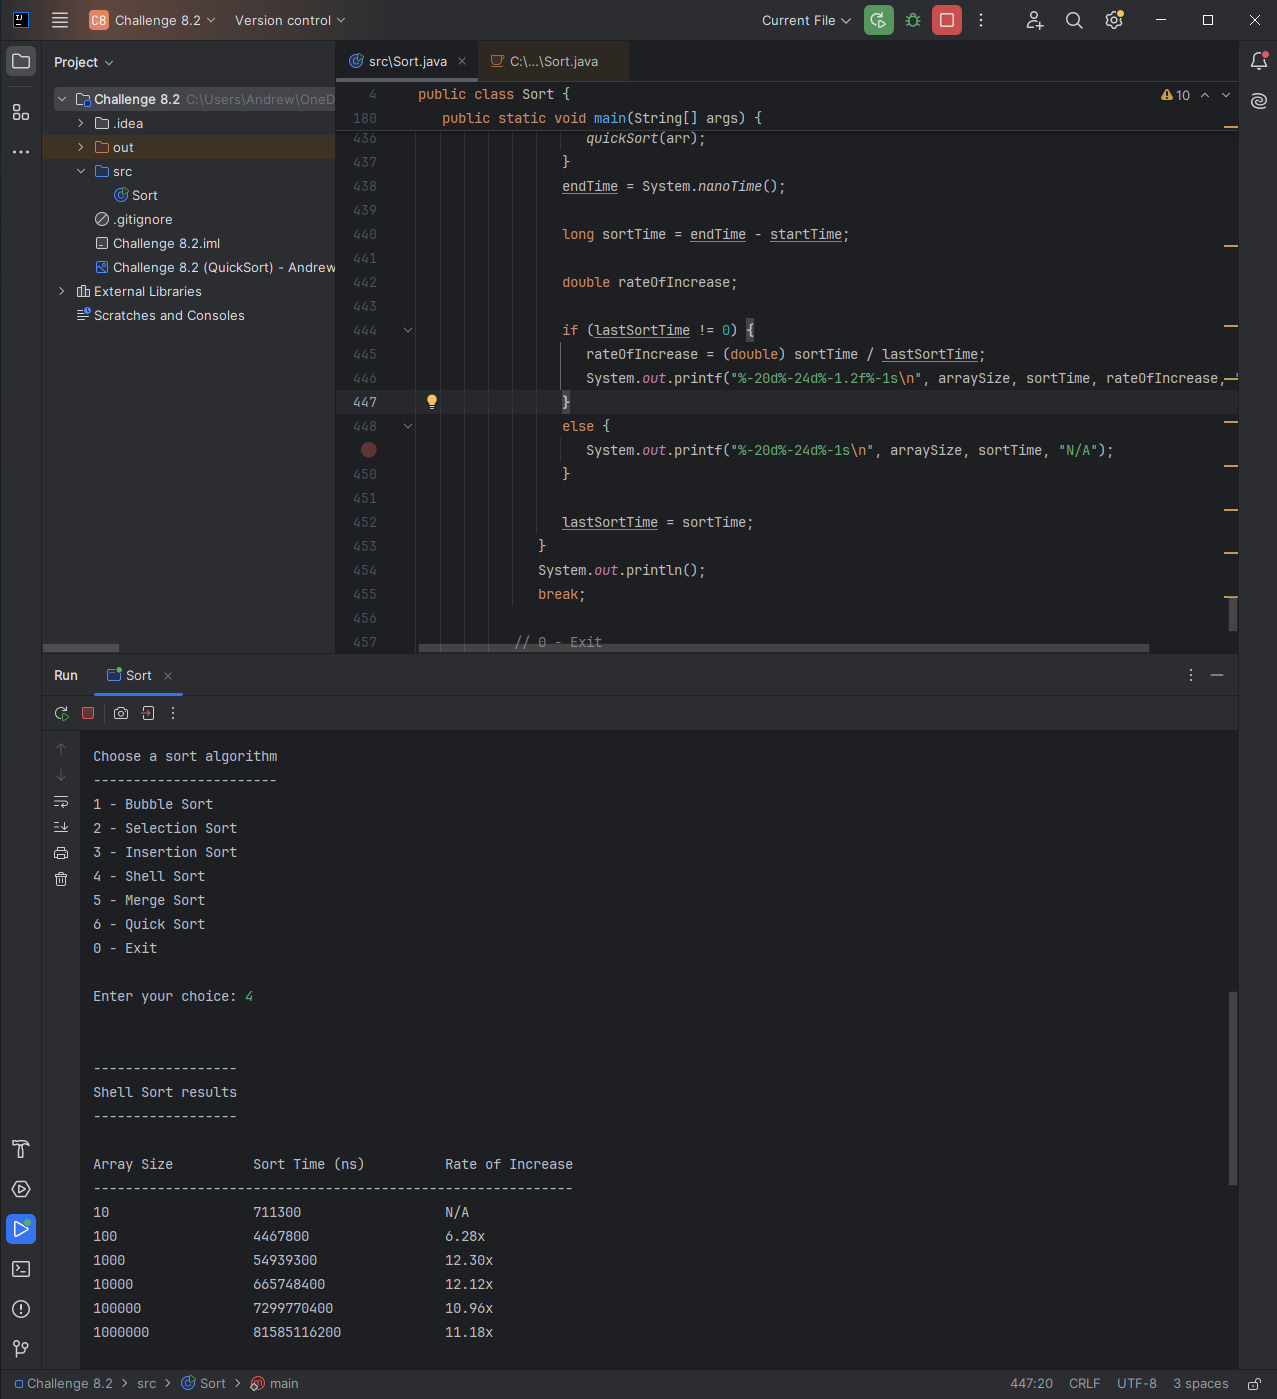 C8 Challenge 8.2 Version control Current File
Project
src\Sort.java
C:\...\Sort.java
Challenge 8.2 C:\Users\Andrew\OneD
.idea
out
src
Sort
.gitignore
Challenge 8.2.iml
Challenge 8.2 (QuickSort) - Andrew
External Libraries
Scratches and Consoles
4 public class Sort {
10
180 public static void main(String[] args) {
436 quickSort(arr);
437 }
438 endTime = System.nanoTime();
439
440 long sortTime = endTime - startTime;
441
442 double rateOfIncrease;
443
444 if (lastSortTime != 0) {
445 rateOfIncrease = (double) sortTime / lastSortTime;
446 System.out.printf("%-20d%-24d%-1.2f%-1s\n", arraySize, sortTime, rateOfIncrease, "
447 }
448 else {
System.out.printf("%-20d%-24d%-1s\n", arraySize, sortTime, "N/A");
450 }
451
452 lastSortTime = sortTime;
453 }
454 System.out.println();
455 break;
456
457 // 0 - Exit
Run Sort
Choose a sort algorithm
-----------------------
1 - Bubble Sort
2 - Selection Sort
3 - Insertion Sort
4 - Shell Sort
5 - Merge Sort
6 - Quick Sort
0 - Exit
Enter your choice: 4
------------------
Shell Sort results
------------------
Array Size Sort Time (ns) Rate of Increase
------------------------------------------------------------
10 711300 N/A
100 4467800 6.28x
1000 54939300 12.30x
10000 665748400 12.12x
100000 7299770400 10.96x
1000000 81585116200 11.18x
Challenge 8.2 > src > Sort > main 447:20 CRLF UTF-8 3 spaces